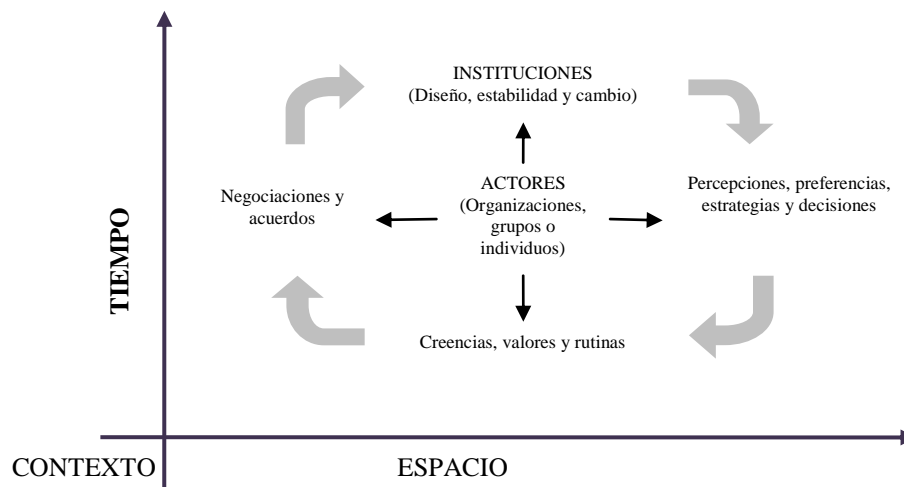 INSTITUCIONES
(Diseño, estabilidad y cambio)
Negociaciones y
acuerdos
ACTORES
(Organizaciones,
grupos o
individuos)
Percepciones, preferencias,
estrategias y decisiones
Creencias, valores y rutinas
TIEMPO
CONTEXTO
ESPACIO